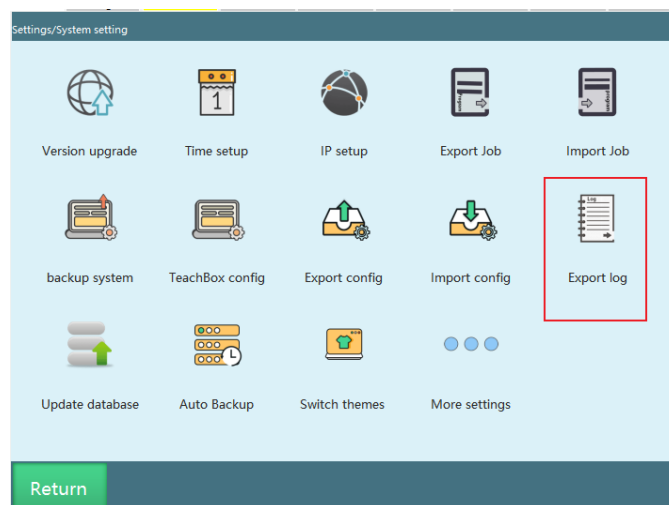 Settings/System setting
1
Version upgrade
Time setup
IP setup
Export Job
Import Job
Log
backup system
TeachBox config
Export config
Import config
Export log
Update database
Auto Backup
Switch themes
More settings
Return